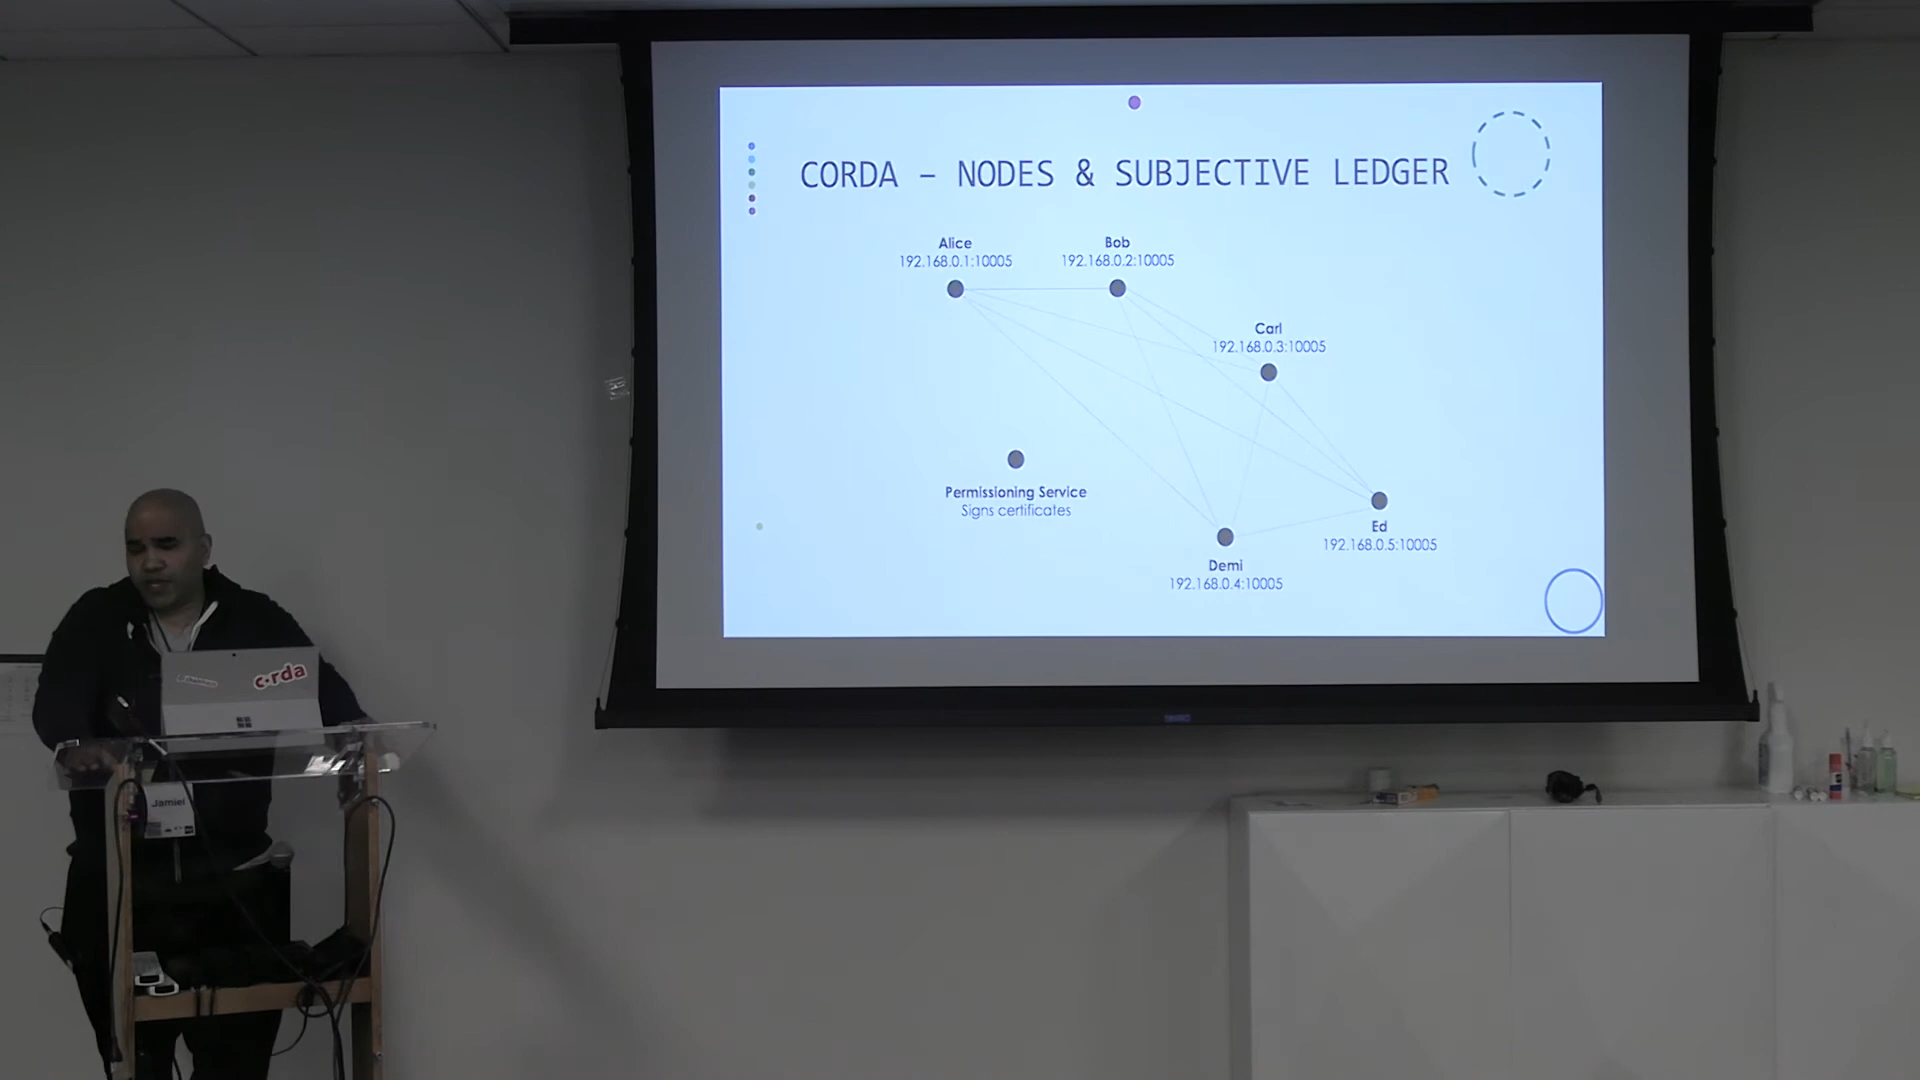 CORDA – NODES & SUBJECTIVE LEDGER
Alice
192.168.0.1:10005
Bob
192.168.0.2:10005
Carl
192.168.0.3:10005
Permissioning Service
Signs certificates
Ed
192.168.0.5:10005
Demi
192.168.0.4:10005
c·rda
Jamiel